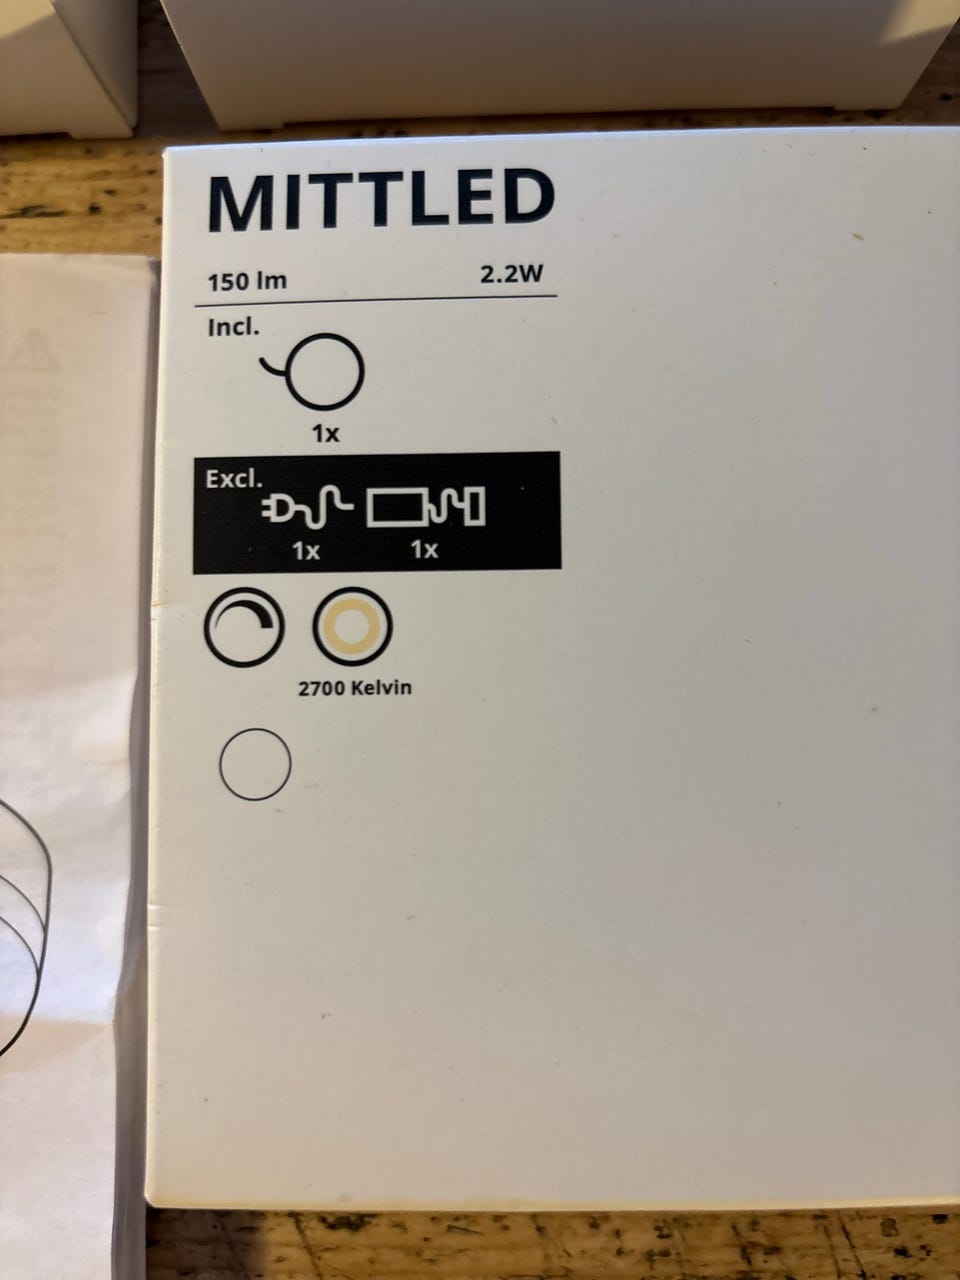 MITTLED
150 lm 2.2W
Incl.
1x
Excl.
1x 1x
2700 Kelvin